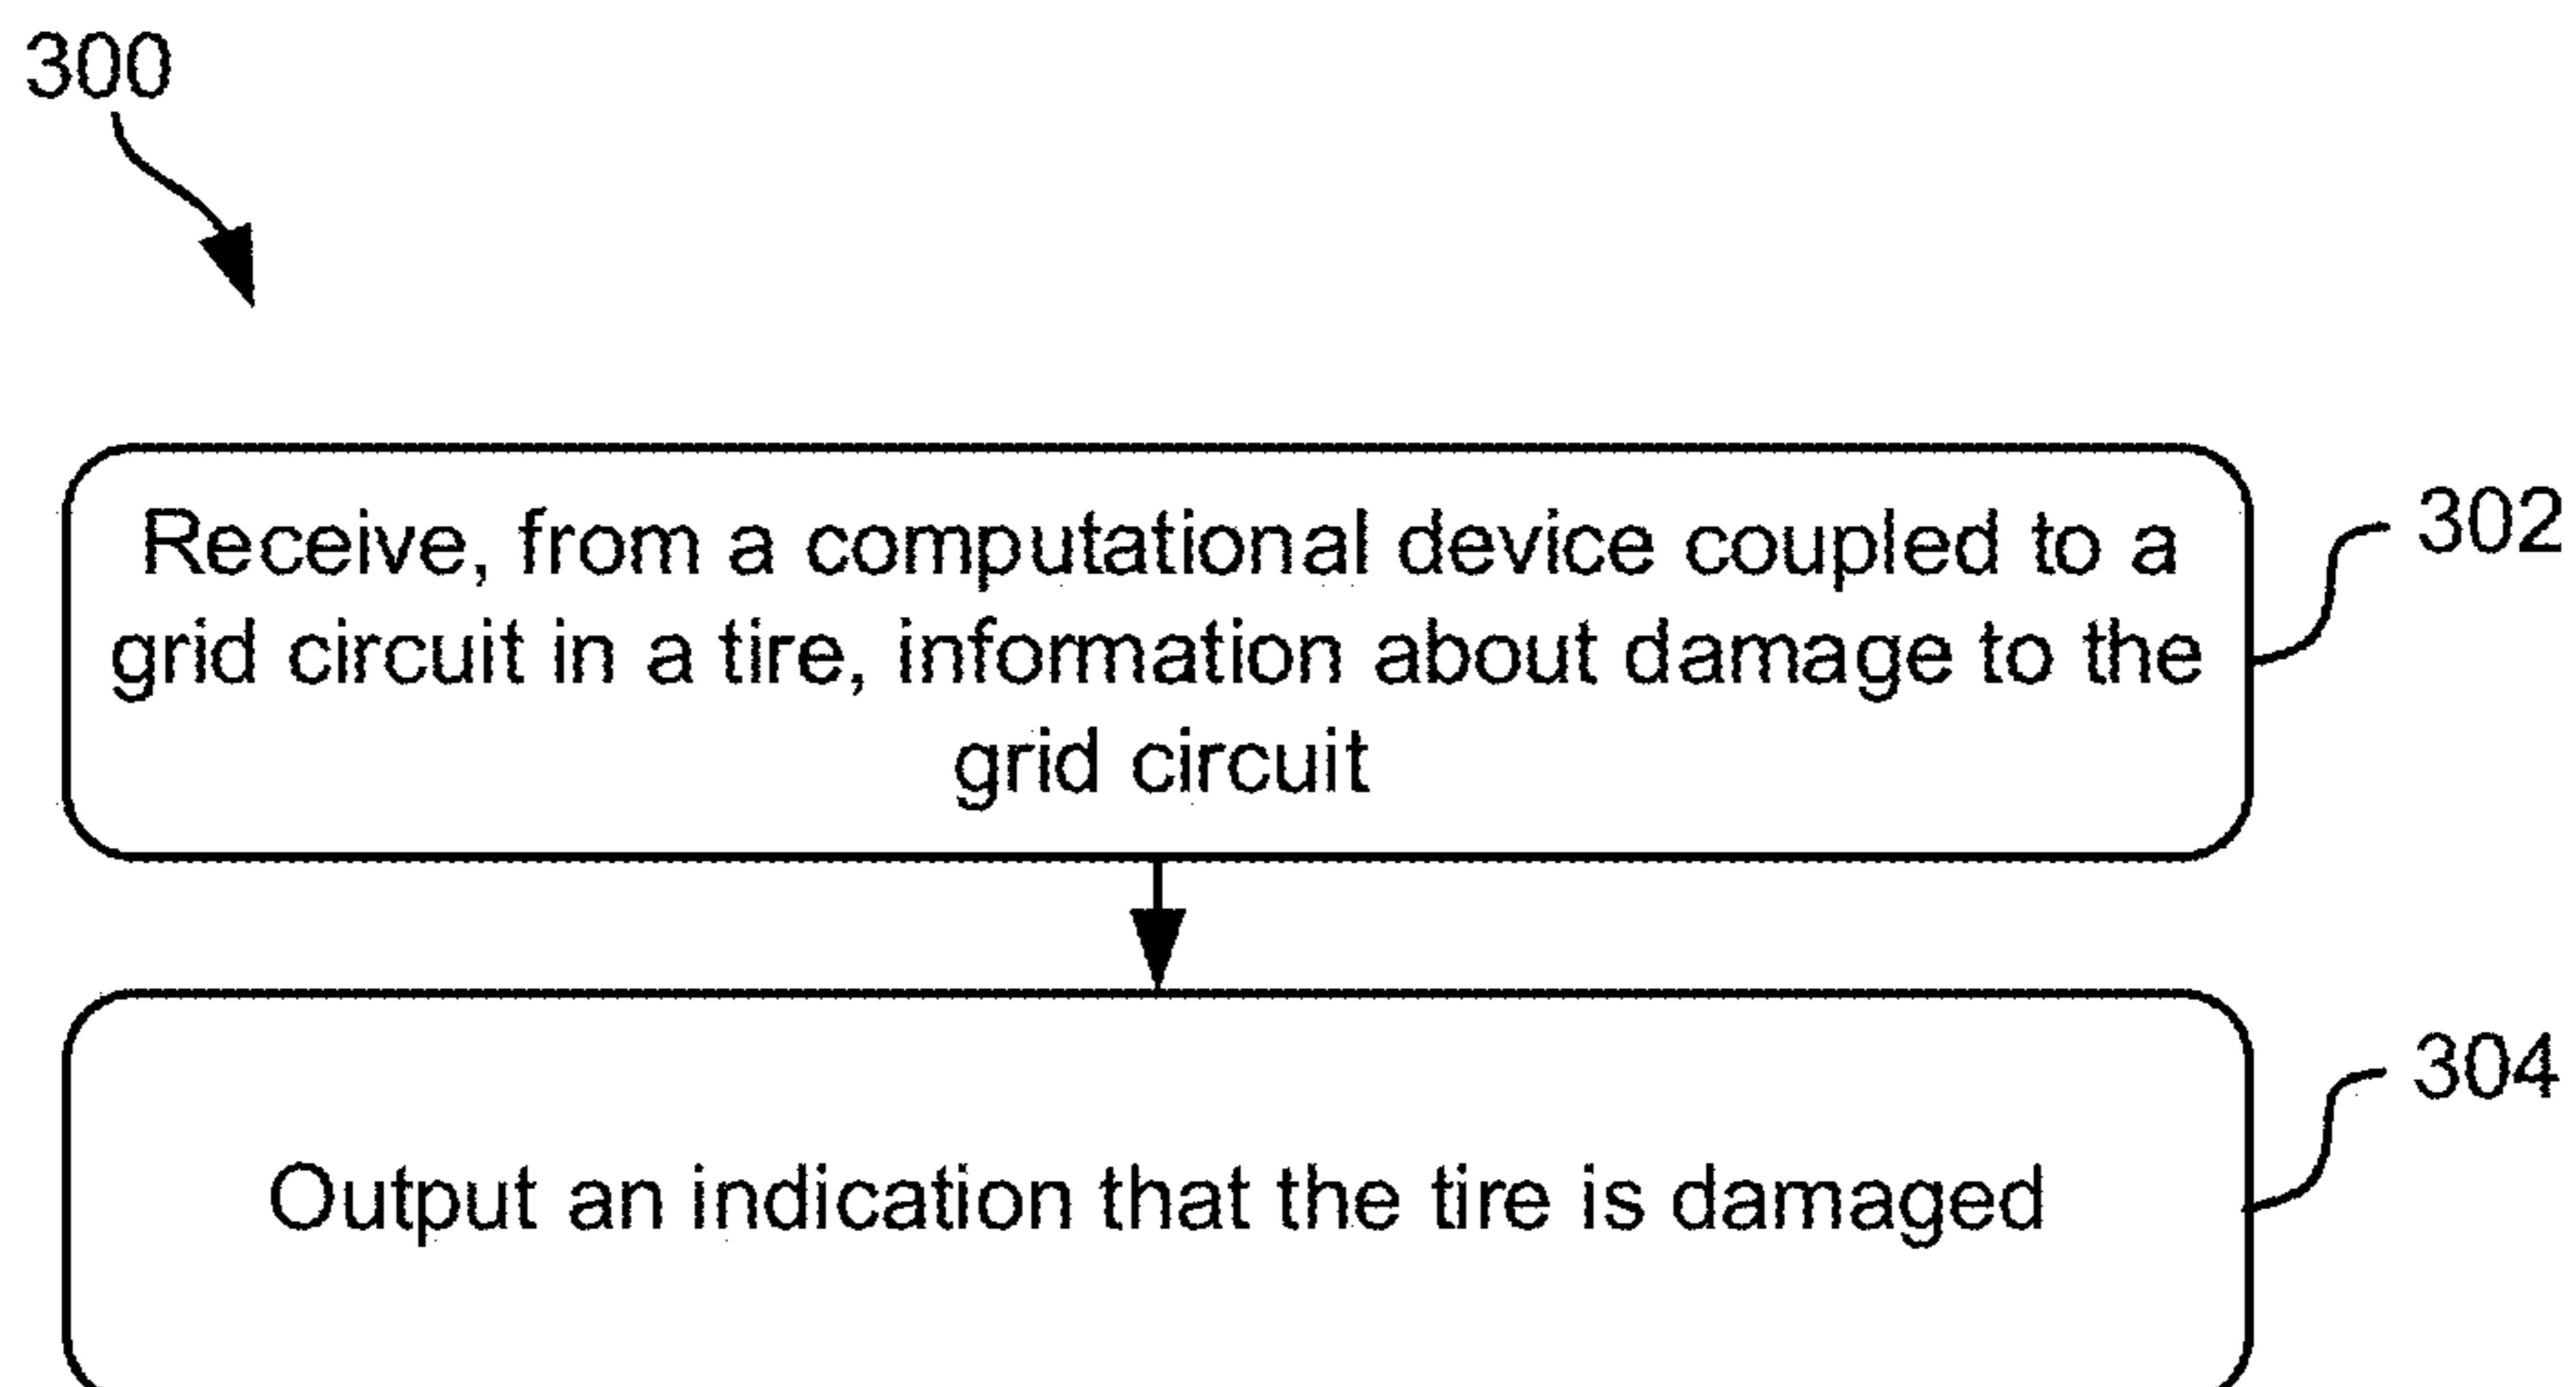 300
Receive, from a computational device coupled to a
grid circuit in a tire, information about damage to the
grid circuit
302
Output an indication that the tire is damaged
304